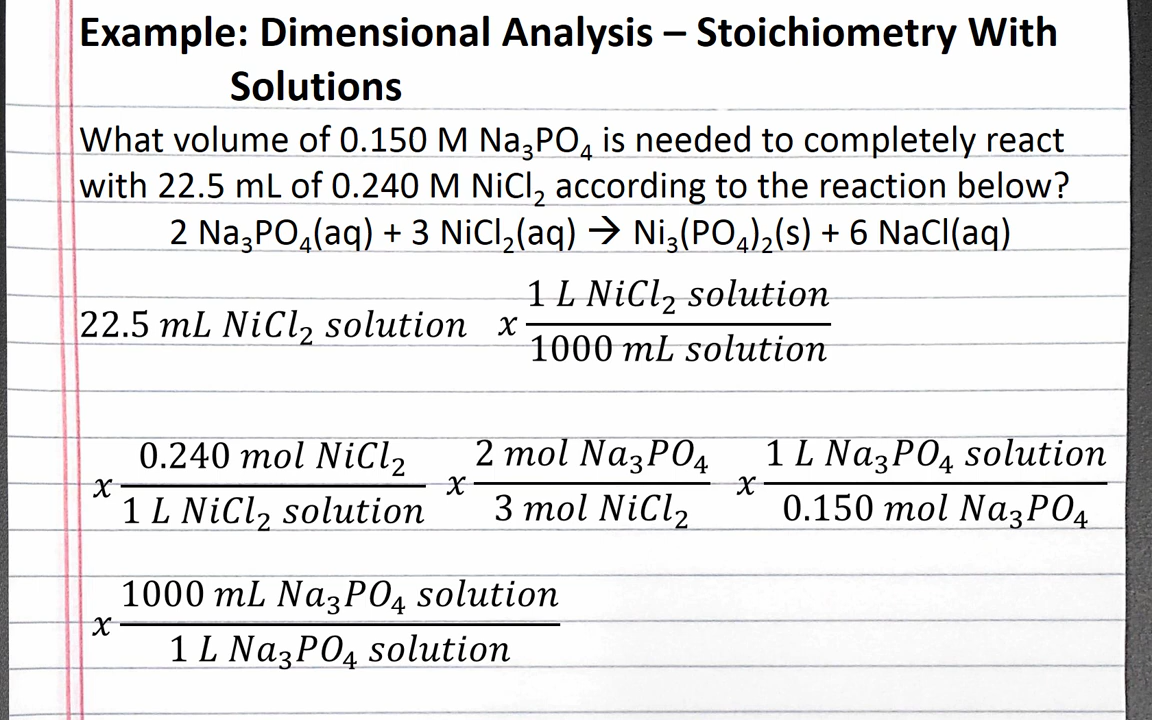 Example: Dimensional Analysis – Stoichiometry With
Solutions
What volume of 0.150 M Na₃PO₄ is needed to completely react
with 22.5 mL of 0.240 M NiCl₂ according to the reaction below?
2 Na₃PO₄(aq) + 3 NiCl₂(aq) → Ni₃(PO₄)₂(s) + 6 NaCl(aq)
1 L NiCl₂ solution
22.5 mL NiCl₂ solution x
1000 mL solution
0.240 mol NiCl₂ 2 mol Na₃PO₄ 1 L Na₃PO₄ solution
x x x
1 L NiCl₂ solution 3 mol NiCl₂ 0.150 mol Na₃PO₄
1000 mL Na₃PO₄ solution
x
1 L Na₃PO₄ solution